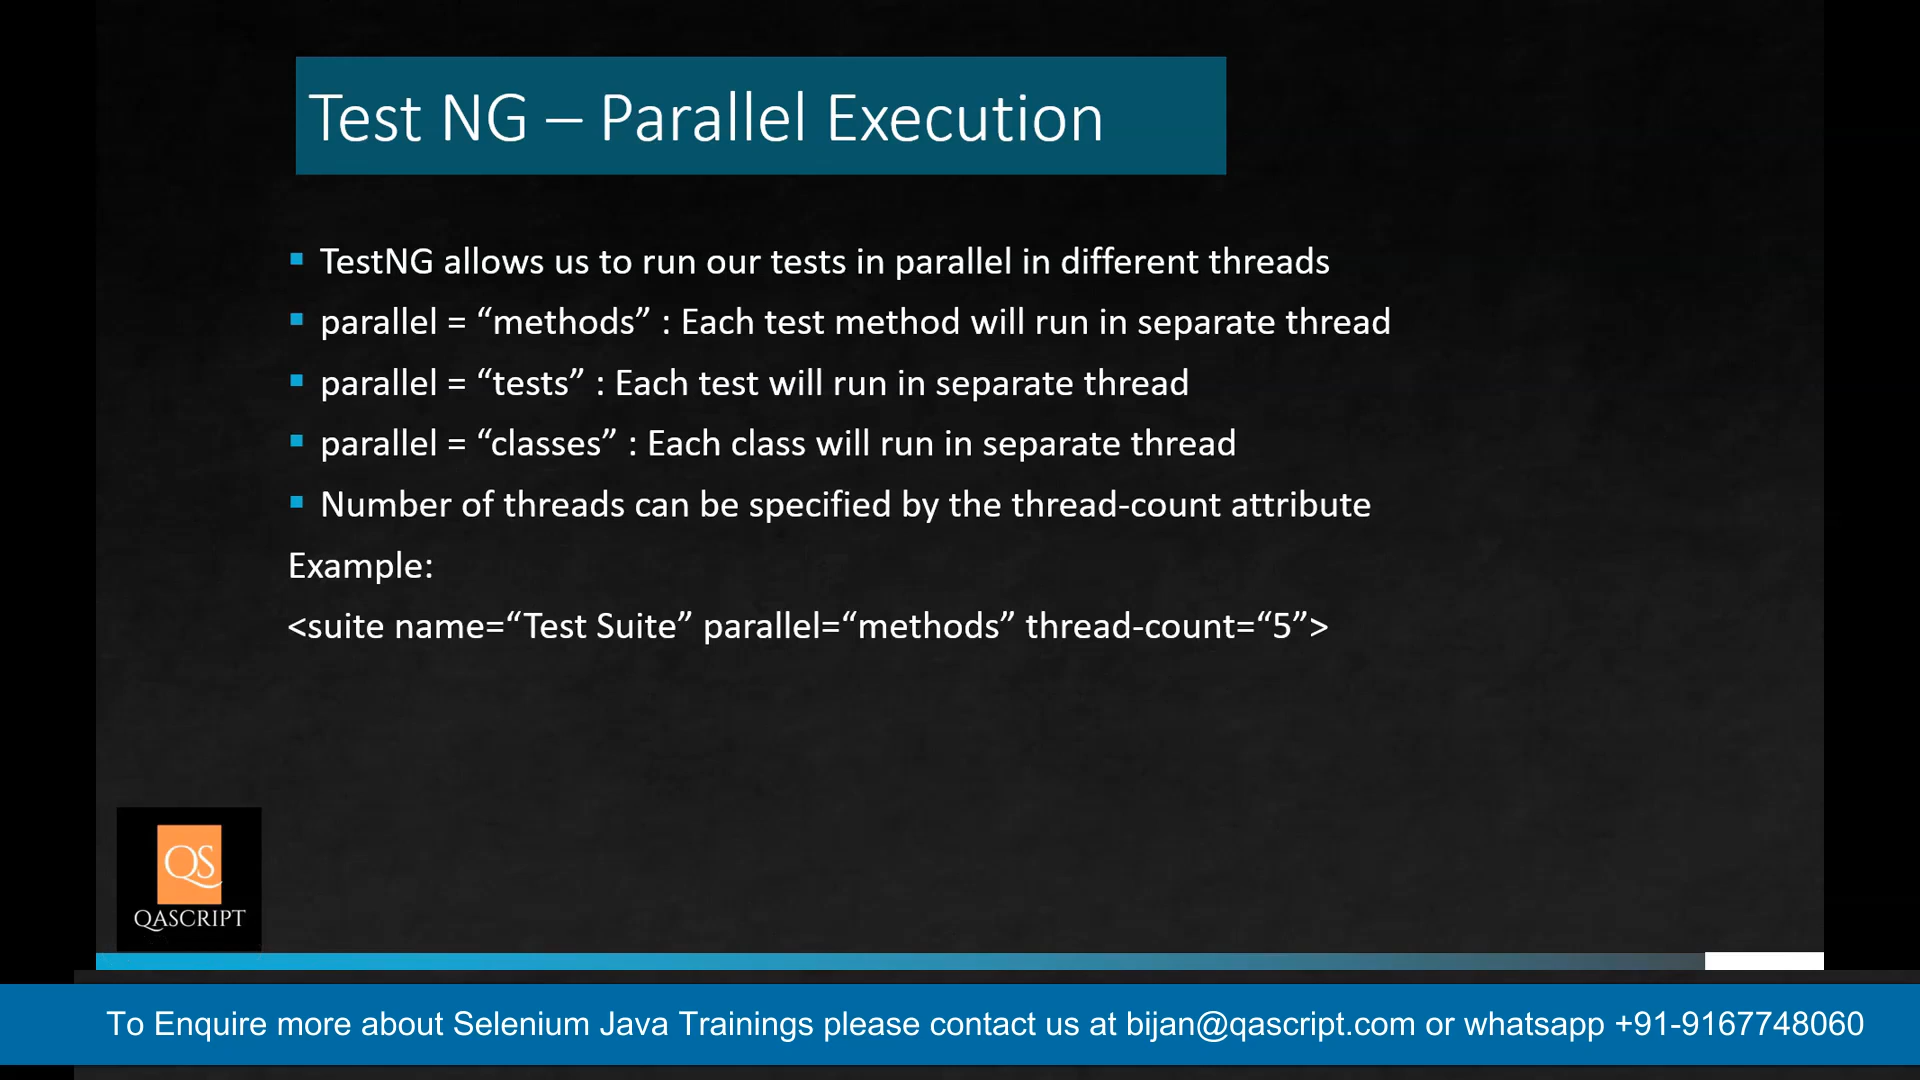 Test NG – Parallel Execution
▪ TestNG allows us to run our tests in parallel in different threads
▪ parallel = “methods” : Each test method will run in separate thread
▪ parallel = “tests” : Each test will run in separate thread
▪ parallel = “classes” : Each class will run in separate thread
▪ Number of threads can be specified by the thread-count attribute
Example:
<suite name=“Test Suite” parallel=“methods” thread-count=“5”>
QS
QASCRIPT
To Enquire more about Selenium Java Trainings please contact us at bijan@qascript.com or whatsapp +91-9167748060